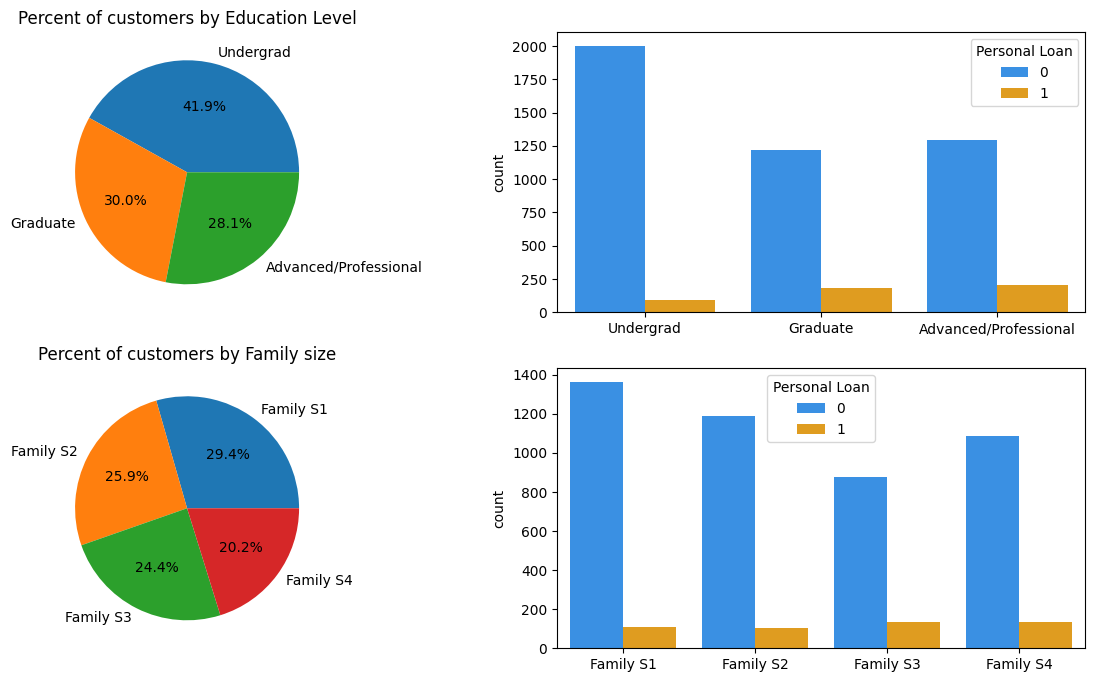 Percent of customers by Education Level
Undergrad
41.9%
Graduate
30.0%
28.1%
Advanced/Professional
2000
1750
1500
1250
1000
750
500
250
0
count
Personal Loan
0
1
Undergrad
Graduate
Advanced/Professional
Percent of customers by Family size
Family S1
29.4%
Family S2
25.9%
24.4%
Family S3
20.2%
Family S4
1400
1200
1000
800
600
400
200
0
count
Personal Loan
0
1
Family S1
Family S2
Family S3
Family S4